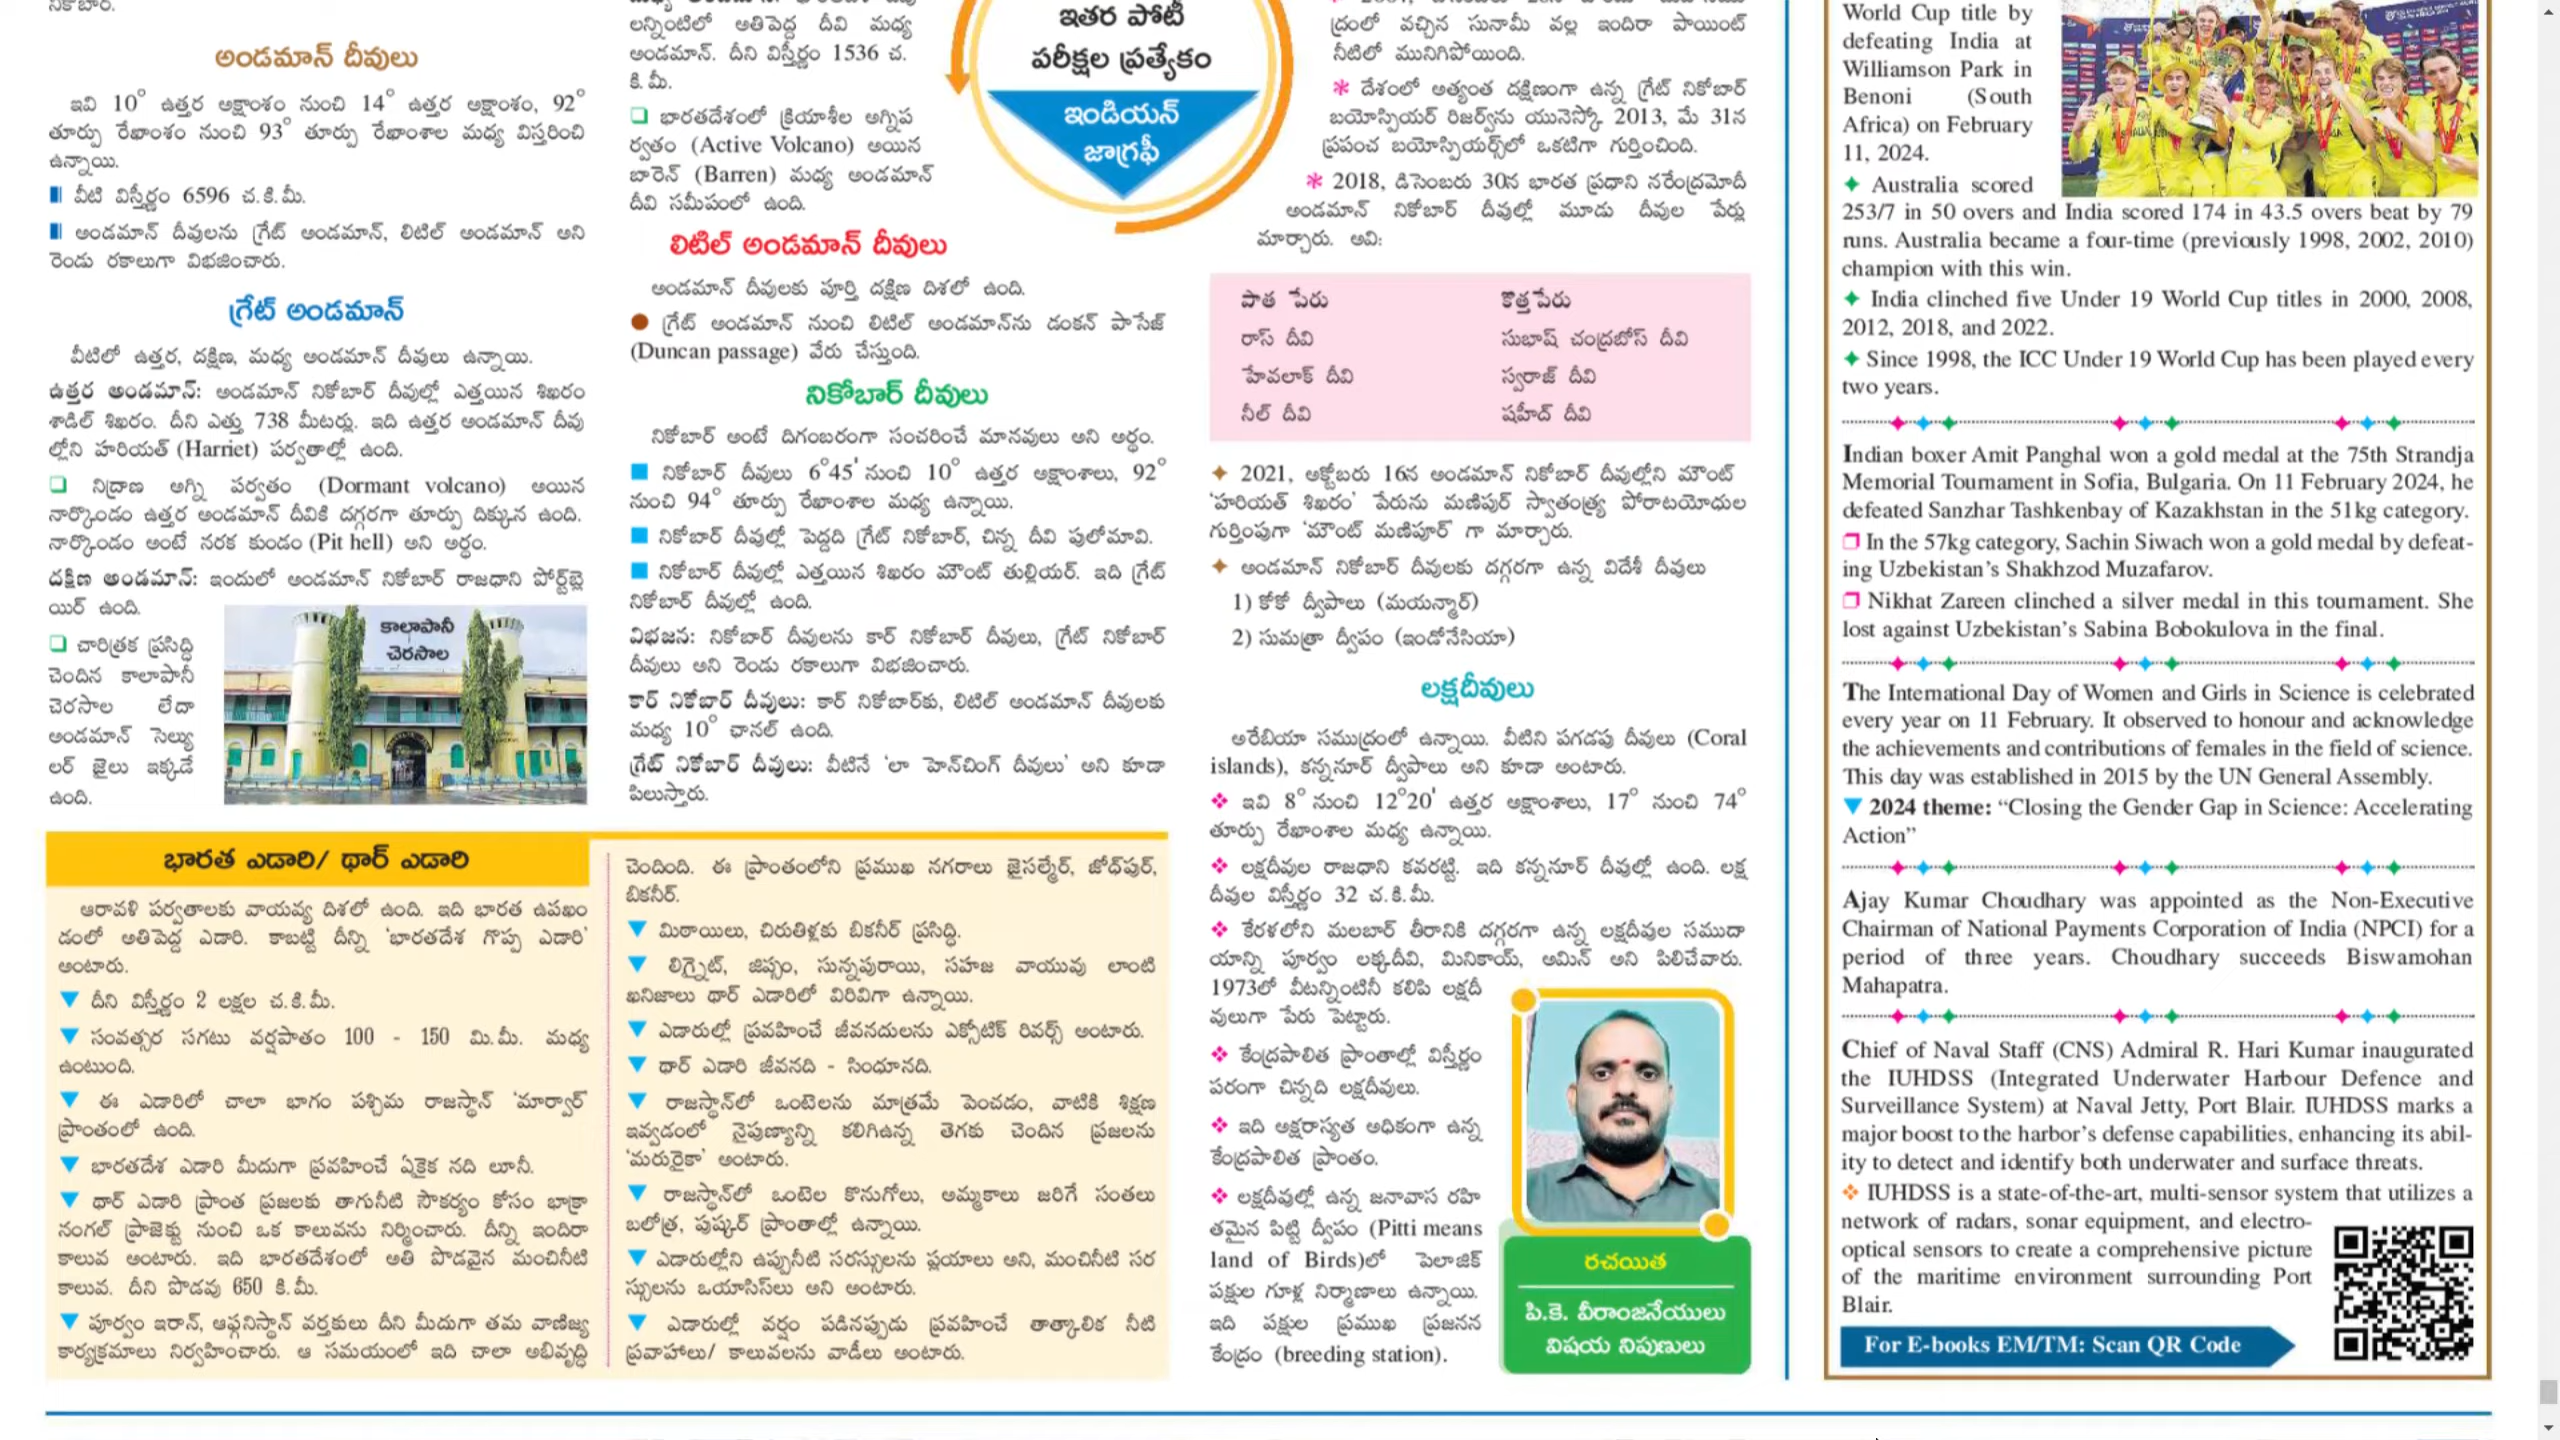 అండమాన్ దీవులు
ఇవి 10° ఉత్తర అక్షాంశం నుంచి 14° ఉత్తర అక్షాంశం, 92°
తూర్పు రేఖాంశం నుంచి 93° తూర్పు రేఖాంశాల మధ్య విస్తరించి
ఉన్నాయి.
వీటి విస్తీర్ణం 6596 చ.కి.మీ.
అండమాన్ దీవులను గ్రేట్ అండమాన్, లిటిల్ అండమాన్ అని
రెండు రకాలుగా విభజించారు.
గ్రేట్ అండమాన్
వీటిలో ఉత్తర, దక్షిణ, మధ్య అండమాన్ దీవులు ఉన్నాయి.
ఉత్తర అండమాన్: అండమాన్ నికోబార్ దీవుల్లో ఎత్తయిన శిఖరం
శాడిల్ శిఖరం. దీని ఎత్తు 738 మీటర్లు. ఇది ఉత్తర అండమాన్ దీవు
ల్లోని హరియత్ (Harriet) పర్వతాల్లో ఉంది.
❑ నిద్రాణ అగ్ని పర్వతం (Dormant volcano) అయిన
నార్కొండం ఉత్తర అండమాన్ దీవికి దగ్గరగా తూర్పు దిక్కున ఉంది.
నార్కొండం అంటే నరక కుండం (Pit hell) అని అర్థం.
దక్షిణ అండమాన్: ఇందులో అండమాన్ నికోబార్ రాజధాని పోర్ట్‌బ్లె
యిర్ ఉంది.
❑ చారిత్రక ప్రసిద్ధి
చెందిన కాలాపానీ
చెరసాల లేదా
అండమాన్ సెల్యు
లర్ జైలు ఇక్కడే
ఉంది.
కాలాపానీ
చెరసాల
లన్నింటిలో అతిపెద్ద దీవి మధ్య
అండమాన్. దీని విస్తీర్ణం 1536 చ.
కి.మీ.
❑ భారతదేశంలో క్రియాశీల అగ్నిప
ర్వతం (Active Volcano) అయిన
బారెన్ (Barren) మధ్య అండమాన్
దీవి సమీపంలో ఉంది.
లిటిల్ అండమాన్ దీవులు
అండమాన్ దీవులకు పూర్తి దక్షిణ దిశలో ఉంది.
● గ్రేట్ అండమాన్ నుంచి లిటిల్ అండమాన్‌ను డంకన్ పాసేజ్
(Duncan passage) వేరు చేస్తుంది.
నికోబార్ దీవులు
నికోబార్ అంటే దిగంబరంగా సంచరించే మానవులు అని అర్థం.
■ నికోబార్ దీవులు 6°45' నుంచి 10° ఉత్తర అక్షాంశాలు, 92°
నుంచి 94° తూర్పు రేఖాంశాల మధ్య ఉన్నాయి.
■ నికోబార్ దీవుల్లో పెద్దది గ్రేట్ నికోబార్, చిన్న దీవి పులోమావి.
■ నికోబార్ దీవుల్లో ఎత్తయిన శిఖరం మౌంట్ తుల్లియర్. ఇది గ్రేట్
నికోబార్ దీవుల్లో ఉంది.
విభజన: నికోబార్ దీవులను కార్ నికోబార్ దీవులు, గ్రేట్ నికోబార్
దీవులు అని రెండు రకాలుగా విభజించారు.
కార్ నికోబార్ దీవులు: కార్ నికోబార్‌కు, లిటిల్ అండమాన్ దీవులకు
మధ్య 10° ఛానల్ ఉంది.
గ్రేట్ నికోబార్ దీవులు: వీటినే 'లా హెన్‌చింగ్ దీవులు' అని కూడా
పిలుస్తారు.
ఇతర పోటీ
పరీక్షల ప్రత్యేకం
ఇండియన్
జాగ్రఫీ
ద్రంలో వచ్చిన సునామీ వల్ల ఇందిరా పాయింట్
నీటిలో మునిగిపోయింది.
* దేశంలో అత్యంత దక్షిణంగా ఉన్న గ్రేట్ నికోబార్
బయోస్పియర్ రిజర్వ్‌ను యునెస్కో 2013, మే 31న
ప్రపంచ బయోస్పియర్స్‌లో ఒకటిగా గుర్తించింది.
* 2018, డిసెంబరు 30న భారత ప్రధాని నరేంద్రమోదీ
అండమాన్ నికోబార్ దీవుల్లో మూడు దీవుల పేర్లు
మార్చారు. అవి:
పాత పేరు కొత్తపేరు
రాస్ దీవి సుభాష్ చంద్రబోస్ దీవి
హేవలాక్ దీవి స్వరాజ్ దీవి
నీల్ దీవి షహీద్ దీవి
✦ 2021, అక్టోబరు 16న అండమాన్ నికోబార్ దీవుల్లోని మౌంట్
'హరియత్ శిఖరం' పేరును మణిపుర్ స్వాతంత్ర్య పోరాటయోధుల
గుర్తింపుగా 'మౌంట్ మణిపూర్' గా మార్చారు.
✦ అండమాన్ నికోబార్ దీవులకు దగ్గరగా ఉన్న విదేశీ దీవులు
1) కోకో ద్వీపాలు (మయన్మార్)
2) సుమత్రా ద్వీపం (ఇండోనేసియా)
లక్షదీవులు
అరేబియా సముద్రంలో ఉన్నాయి. వీటిని పగడపు దీవులు (Coral
islands), కన్ననూర్ ద్వీపాలు అని కూడా అంటారు.
❖ ఇవి 8° నుంచి 12°20' ఉత్తర అక్షాంశాలు, 17° నుంచి 74°
తూర్పు రేఖాంశాల మధ్య ఉన్నాయి.
❖ లక్షదీవుల రాజధాని కవరట్టి. ఇది కన్ననూర్ దీవుల్లో ఉంది. లక్ష
దీవుల విస్తీర్ణం 32 చ.కి.మీ.
❖ కేరళలోని మలబార్ తీరానికి దగ్గరగా ఉన్న లక్షదీవుల సముదా
యాన్ని పూర్వం లక్కదీవి, మినికాయ్, అమిన్ అని పిలిచేవారు.
1973లో వీటన్నింటినీ కలిపి లక్షదీ
వులుగా పేరు పెట్టారు.
❖ కేంద్రపాలిత ప్రాంతాల్లో విస్తీర్ణం
పరంగా చిన్నది లక్షదీవులు.
❖ ఇది అక్షరాస్యత అధికంగా ఉన్న
కేంద్రపాలిత ప్రాంతం.
❖ లక్షదీవుల్లో ఉన్న జనావాస రహి
తమైన పిట్టి ద్వీపం (Pitti means
land of Birds)లో పెలాజిక్
పక్షుల గూళ్ల నిర్మాణాలు ఉన్నాయి.
ఇది పక్షుల ప్రముఖ ప్రజనన
కేంద్రం (breeding station).
రచయిత
పి.కె. వీరాంజనేయులు
విషయ నిపుణులు
భారత ఎడారి/ థార్ ఎడారి
ఆరావళి పర్వతాలకు వాయవ్య దిశలో ఉంది. ఇది భారత ఉపఖం
డంలో అతిపెద్ద ఎడారి. కాబట్టి దీన్ని 'భారతదేశ గొప్ప ఎడారి'
అంటారు.
▼ దీని విస్తీర్ణం 2 లక్షల చ.కి.మీ.
▼ సంవత్సర సగటు వర్షపాతం 100 - 150 మి.మీ. మధ్య
ఉంటుంది.
▼ ఈ ఎడారిలో చాలా భాగం పశ్చిమ రాజస్థాన్ 'మార్వార్'
ప్రాంతంలో ఉంది.
▼ భారతదేశ ఎడారి మీదుగా ప్రవహించే ఏకైక నది లూనీ.
▼ థార్ ఎడారి ప్రాంత ప్రజలకు తాగునీటి సౌకర్యం కోసం భాక్రా
నంగల్ ప్రాజెక్టు నుంచి ఒక కాలువను నిర్మించారు. దీన్ని ఇందిరా
కాలువ అంటారు. ఇది భారతదేశంలో అతి పొడవైన మంచినీటి
కాలువ. దీని పొడవు 650 కి.మీ.
▼ పూర్వం ఇరాన్, ఆఫ్గనిస్థాన్ వర్తకులు దీని మీదుగా తమ వాణిజ్య
కార్యక్రమాలు నిర్వహించారు. ఆ సమయంలో ఇది చాలా అభివృద్ధి
చెందింది. ఈ ప్రాంతంలోని ప్రముఖ నగరాలు జైసల్మేర్, జోధ్‌పుర్,
బికనీర్.
▼ మిఠాయిలు, చిరుతిళ్లకు బికనీర్ ప్రసిద్ధి.
▼ లిగ్నైట్, జిప్సం, సున్నపురాయి, సహజ వాయువు లాంటి
ఖనిజాలు థార్ ఎడారిలో విరివిగా ఉన్నాయి.
▼ ఎడారుల్లో ప్రవహించే జీవనదులను ఎక్సోటిక్ రివర్స్ అంటారు.
▼ థార్ ఎడారి జీవనది - సింధూనది.
▼ రాజస్థాన్‌లో ఒంటెలను మాత్రమే పెంచడం, వాటికి శిక్షణ
ఇవ్వడంలో నైపుణ్యాన్ని కలిగిఉన్న తెగకు చెందిన ప్రజలను
'మరురైకా' అంటారు.
▼ రాజస్థాన్‌లో ఒంటెల కొనుగోలు, అమ్మకాలు జరిగే సంతలు
బలోత్ర, పుష్కర్ ప్రాంతాల్లో ఉన్నాయి.
▼ ఎడారుల్లోని ఉప్పునీటి సరస్సులను ప్లయాలు అని, మంచినీటి సర
స్సులను ఒయాసిస్‌లు అని అంటారు.
▼ ఎడారుల్లో వర్షం పడినప్పుడు ప్రవహించే తాత్కాలిక నీటి
ప్రవాహాలు/ కాలువలను వాడీలు అంటారు.
World Cup title by
defeating India at
Williamson Park in
Benoni (South
Africa) on February
11, 2024.
✦ Australia scored
253/7 in 50 overs and India scored 174 in 43.5 overs beat by 79
runs. Australia became a four-time (previously 1998, 2002, 2010)
champion with this win.
✦ India clinched five Under 19 World Cup titles in 2000, 2008,
2012, 2018, and 2022.
✦ Since 1998, the ICC Under 19 World Cup has been played every
two years.
Indian boxer Amit Panghal won a gold medal at the 75th Strandja
Memorial Tournament in Sofia, Bulgaria. On 11 February 2024, he
defeated Sanzhar Tashkenbay of Kazakhstan in the 51kg category.
❒ In the 57kg category, Sachin Siwach won a gold medal by defeat-
ing Uzbekistan's Shakhzod Muzafarov.
❒ Nikhat Zareen clinched a silver medal in this tournament. She
lost against Uzbekistan's Sabina Bobokulova in the final.
The International Day of Women and Girls in Science is celebrated
every year on 11 February. It observed to honour and acknowledge
the achievements and contributions of females in the field of science.
This day was established in 2015 by the UN General Assembly.
▼ 2024 theme: “Closing the Gender Gap in Science: Accelerating
Action”
Ajay Kumar Choudhary was appointed as the Non-Executive
Chairman of National Payments Corporation of India (NPCI) for a
period of three years. Choudhary succeeds Biswamohan
Mahapatra.
Chief of Naval Staff (CNS) Admiral R. Hari Kumar inaugurated
the IUHDSS (Integrated Underwater Harbour Defence and
Surveillance System) at Naval Jetty, Port Blair. IUHDSS marks a
major boost to the harbor's defense capabilities, enhancing its abil-
ity to detect and identify both underwater and surface threats.
❖ IUHDSS is a state-of-the-art, multi-sensor system that utilizes a
network of radars, sonar equipment, and electro-
optical sensors to create a comprehensive picture
of the maritime environment surrounding Port
Blair.
For E-books EM/TM: Scan QR Code